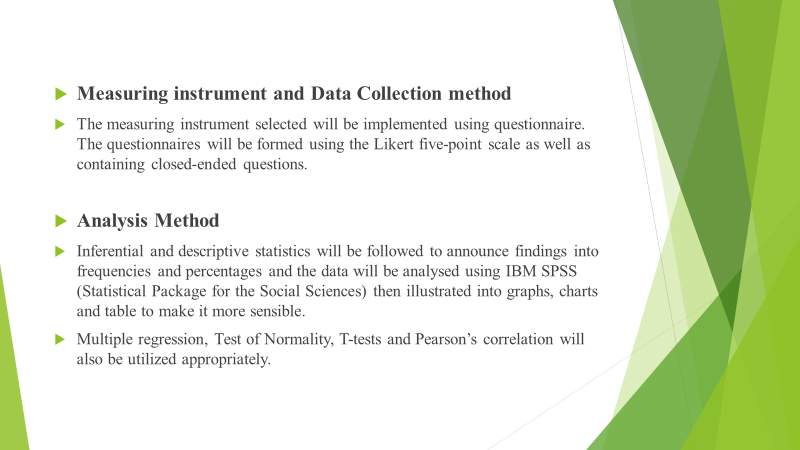 Measuring instrument and Data Collection method
The measuring instrument selected will be implemented using questionnaire.
The questionnaires will be formed using the Likert five-point scale as well as
containing closed-ended questions.
Analysis Method
Inferential and descriptive statistics will be followed to announce findings into
frequencies and percentages and the data will be analysed using IBM SPSS
(Statistical Package for the Social Sciences) then illustrated into graphs, charts
and table to make it more sensible.
Multiple regression, Test of Normality, T-tests and Pearson’s correlation will
also be utilized appropriately.